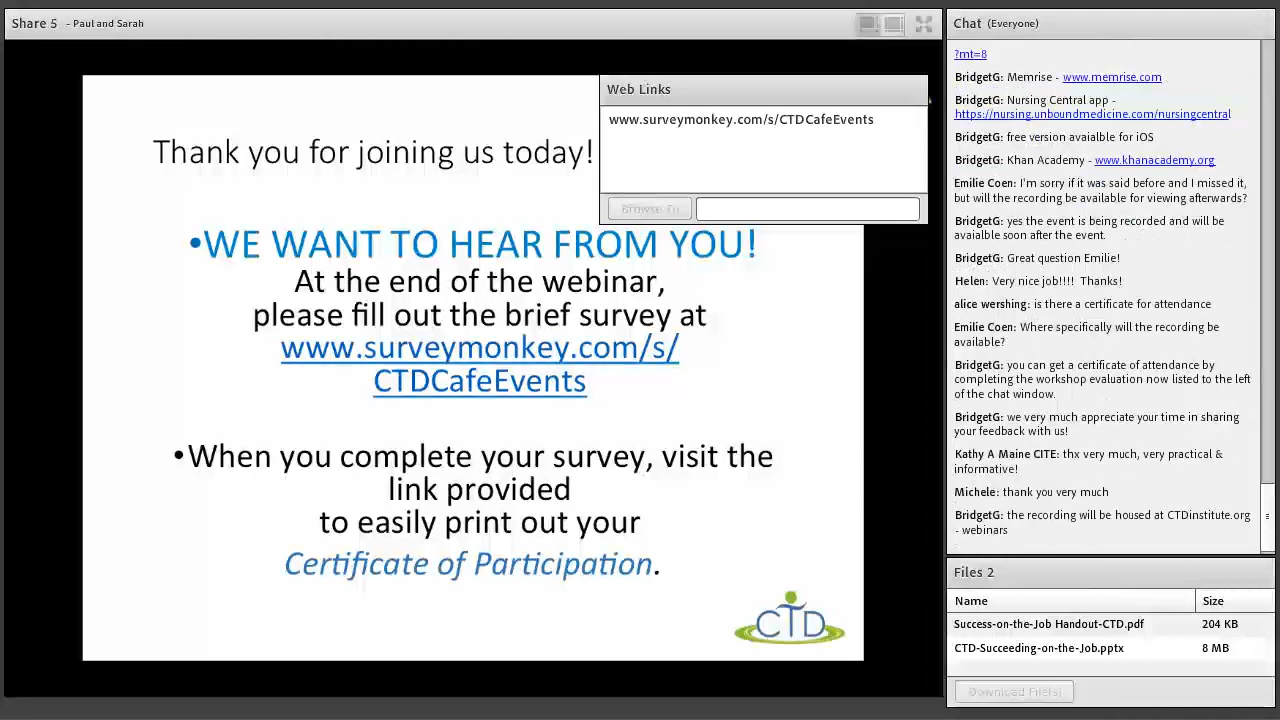 Share 5 - Paul and Sarah
Thank you for joining us today!
•WE WANT TO HEAR FROM YOU!
At the end of the webinar,
please fill out the brief survey at
www.surveymonkey.com/s/
CTDCafeEvents
•When you complete your survey, visit the
link provided
to easily print out your
Certificate of Participation.
CTD
Web Links
www.surveymonkey.com/s/CTDCafeEvents
Browse To
Chat (Everyone)
?mt=8
BridgetG: Memrise - www.memrise.com
BridgetG: Nursing Central app -
https://nursing.unboundmedicine.com/nursingcentral
BridgetG: free version avaialble for iOS
BridgetG: Khan Academy - www.khanacademy.org
Emilie Coen: I'm sorry if it was said before and I missed it,
but will the recording be available for viewing afterwards?
BridgetG: yes the event is being recorded and will be
avaialble soon after the event.
BridgetG: Great question Emilie!
Helen: Very nice job!!!! Thanks!
alice wershing: is there a certificate for attendance
Emilie Coen: Where specifically will the recording be
available?
BridgetG: you can get a certificate of attendance by
completing the workshop evaluation now listed to the left
of the chat window.
BridgetG: we very much appreciate your time in sharing
your feedback with us!
Kathy A Maine CITE: thx very much, very practical &
informative!
Michele: thank you very much
BridgetG: the recording will be housed at CTDinstitute.org
- webinars
Files 2
Name Size
Success-on-the-Job Handout-CTD.pdf 204 KB
CTD-Succeeding-on-the-Job.pptx 8 MB
Download File(s)